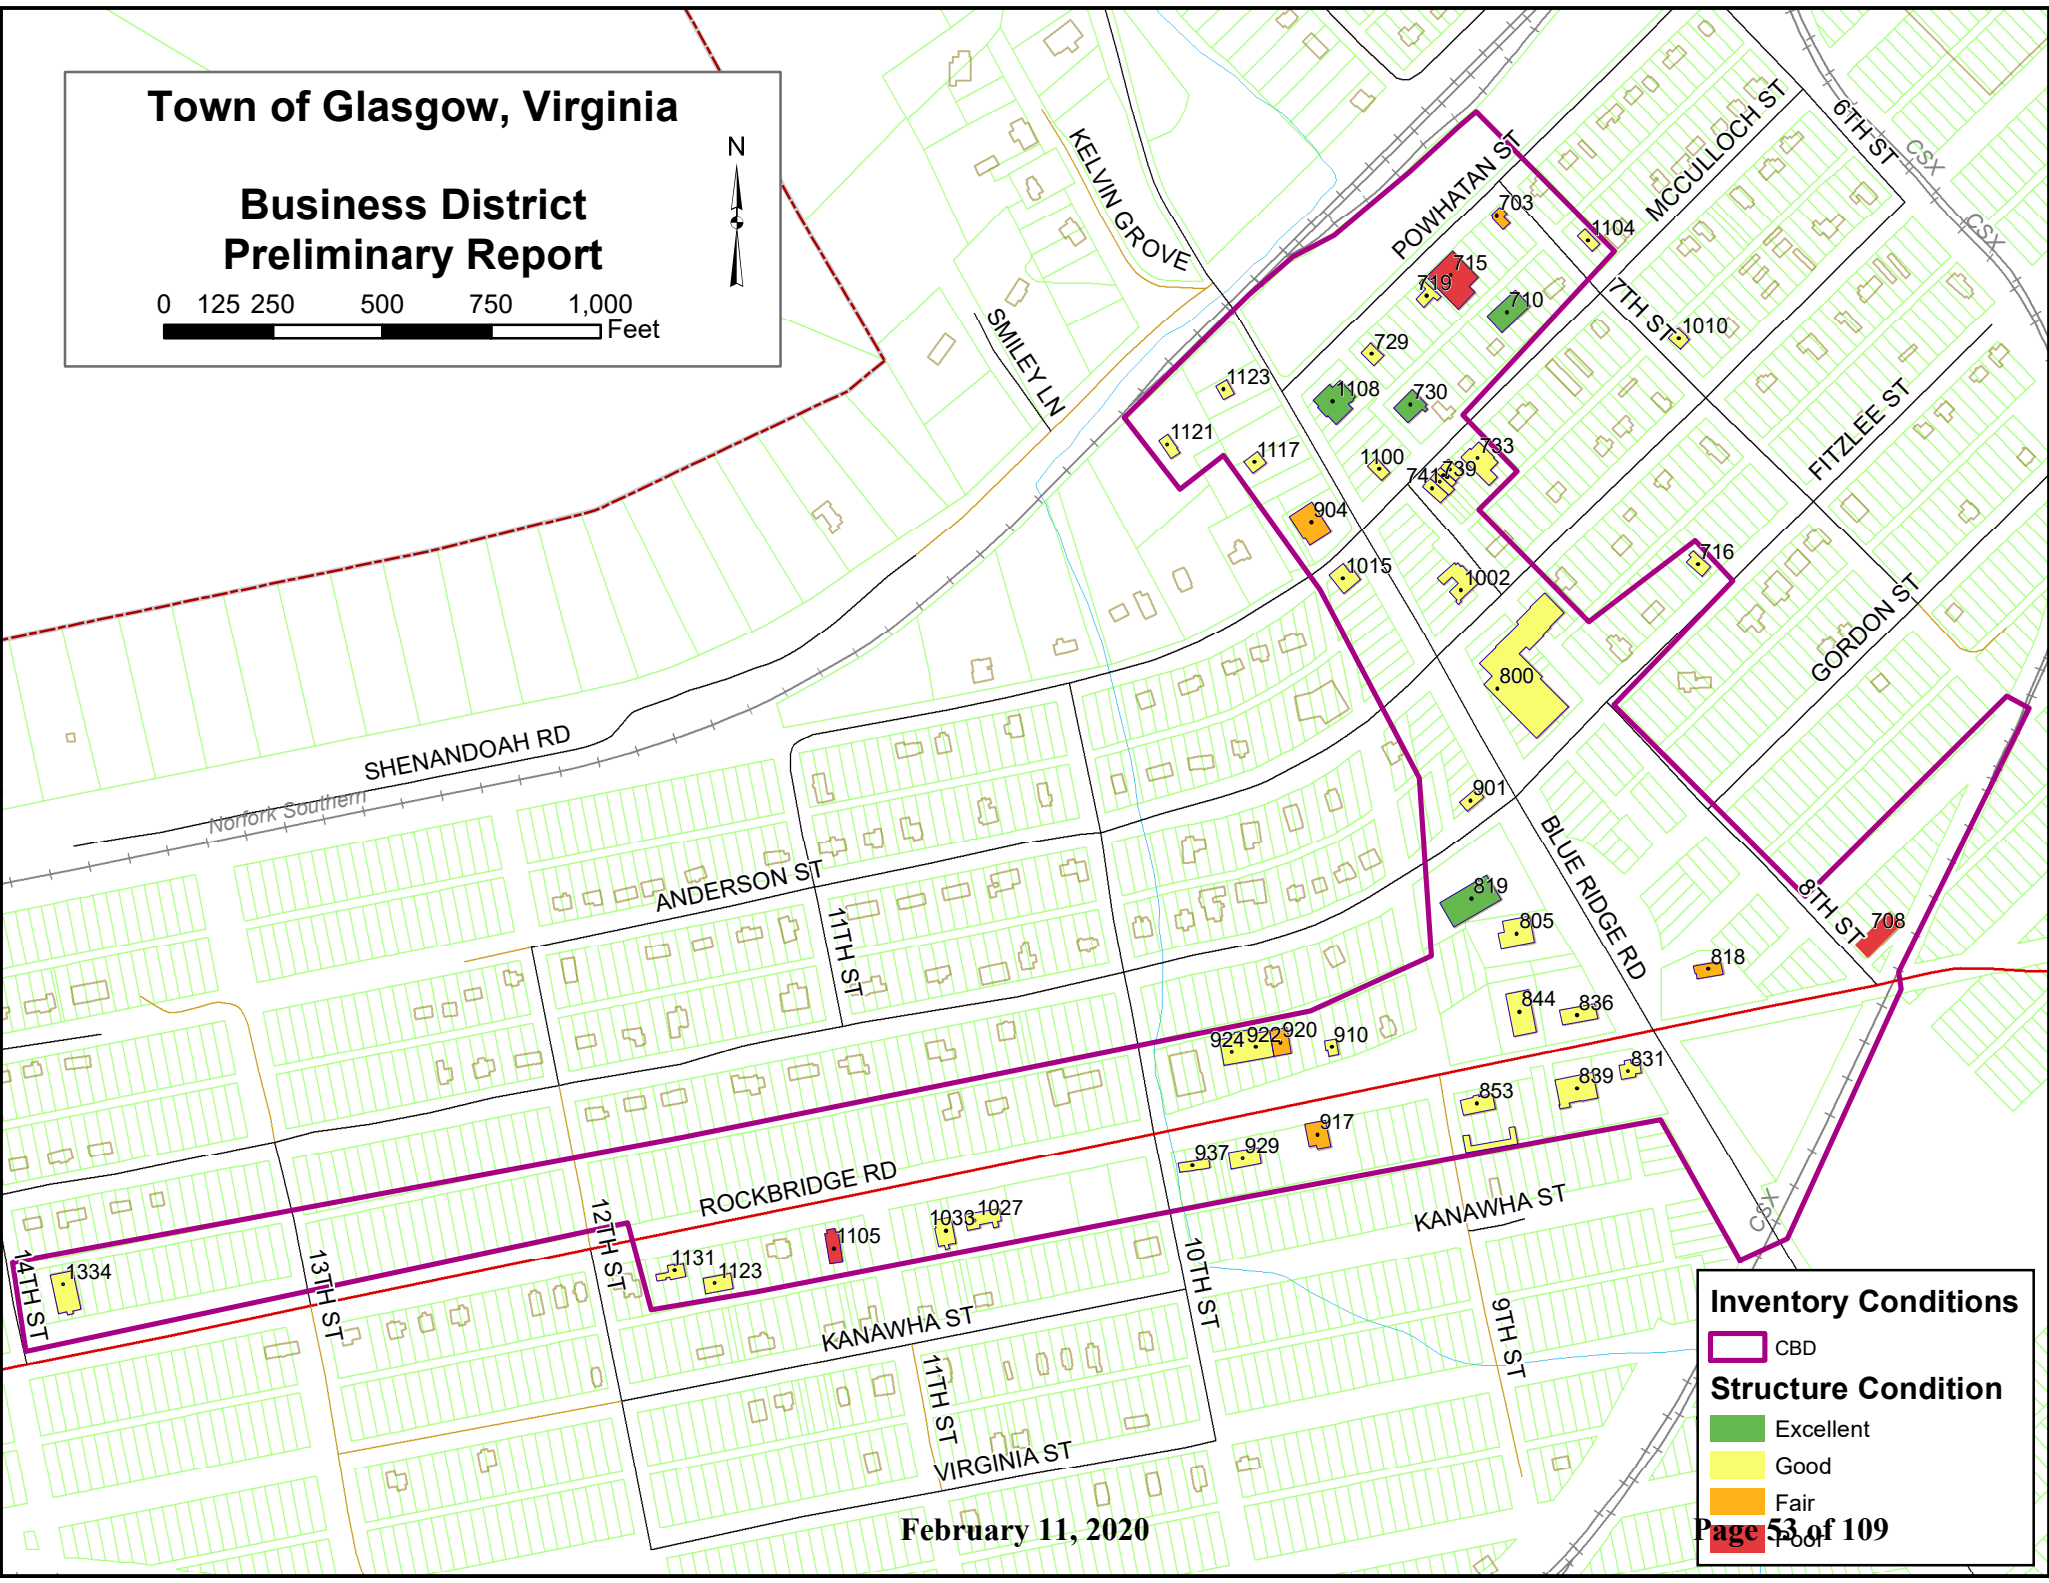 Town of Glasgow, Virginia
N
Business District
Preliminary Report
0 125 250 500 750 1,000
Feet
KELVIN GROVE
SMILEY LN
POWHATAN ST
MCCULLOCH ST
6TH ST
CSX
CSX
703
1104
715
719
710
7TH ST
1010
729
1123
1108
730
FITZLEE ST
1121
1117
1100
733
739
741
904
716
1015
1002
GORDON ST
800
SHENANDOAH RD
Norfork Southern
901
BLUE RIDGE RD
ANDERSON ST
11TH ST
819
805
8TH ST
708
818
844
836
924
922
920
910
831
839
853
917
937
929
ROCKBRIDGE RD
12TH ST
KANAWHA ST
CSX
1033
1027
1105
1131
1123
14TH ST
1334
13TH ST
10TH ST
9TH ST
KANAWHA ST
11TH ST
VIRGINIA ST
Inventory Conditions
CBD
Structure Condition
Excellent
Good
Fair
Poor
February 11, 2020
Page 53 of 109